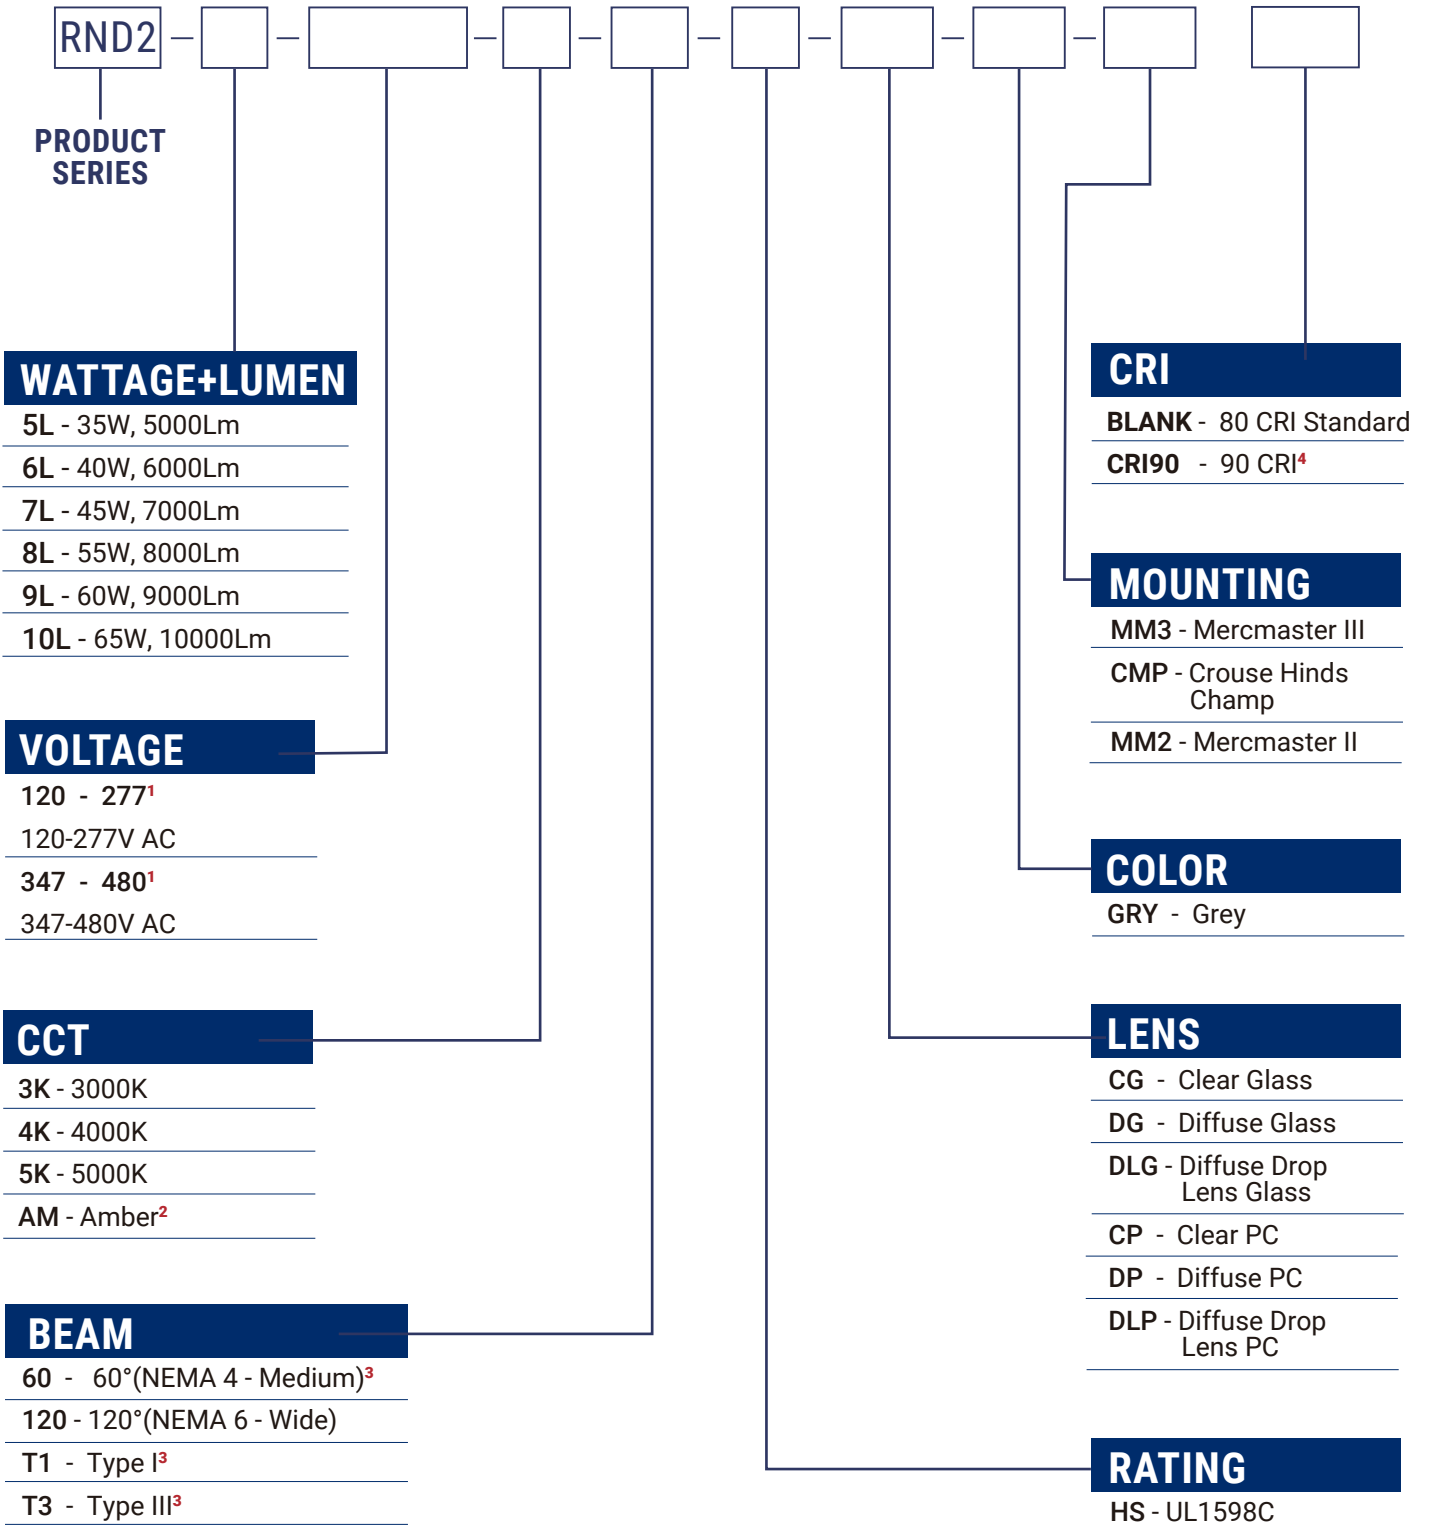 RND2
PRODUCT
SERIES
WATTAGE+LUMEN
5L - 35W, 5000Lm
6L - 40W, 6000Lm
7L - 45W, 7000Lm
8L - 55W, 8000Lm
9L - 60W, 9000Lm
10L - 65W, 10000Lm
VOLTAGE
120 - 277¹
120-277V AC
347 - 480¹
347-480V AC
CCT
3K - 3000K
4K - 4000K
5K - 5000K
AM - Amber²
BEAM
60 - 60°(NEMA 4 - Medium)³
120 - 120°(NEMA 6 - Wide)
T1 - Type I³
T3 - Type III³
CRI
BLANK - 80 CRI Standard
CRI90 - 90 CRI⁴
MOUNTING
MM3 - Mercmaster III
CMP - Crouse Hinds
Champ
MM2 - Mercmaster II
COLOR
GRY - Grey
LENS
CG - Clear Glass
DG - Diffuse Glass
DLG - Diffuse Drop
Lens Glass
CP - Clear PC
DP - Diffuse PC
DLP - Diffuse Drop
Lens PC
RATING
HS - UL1598C